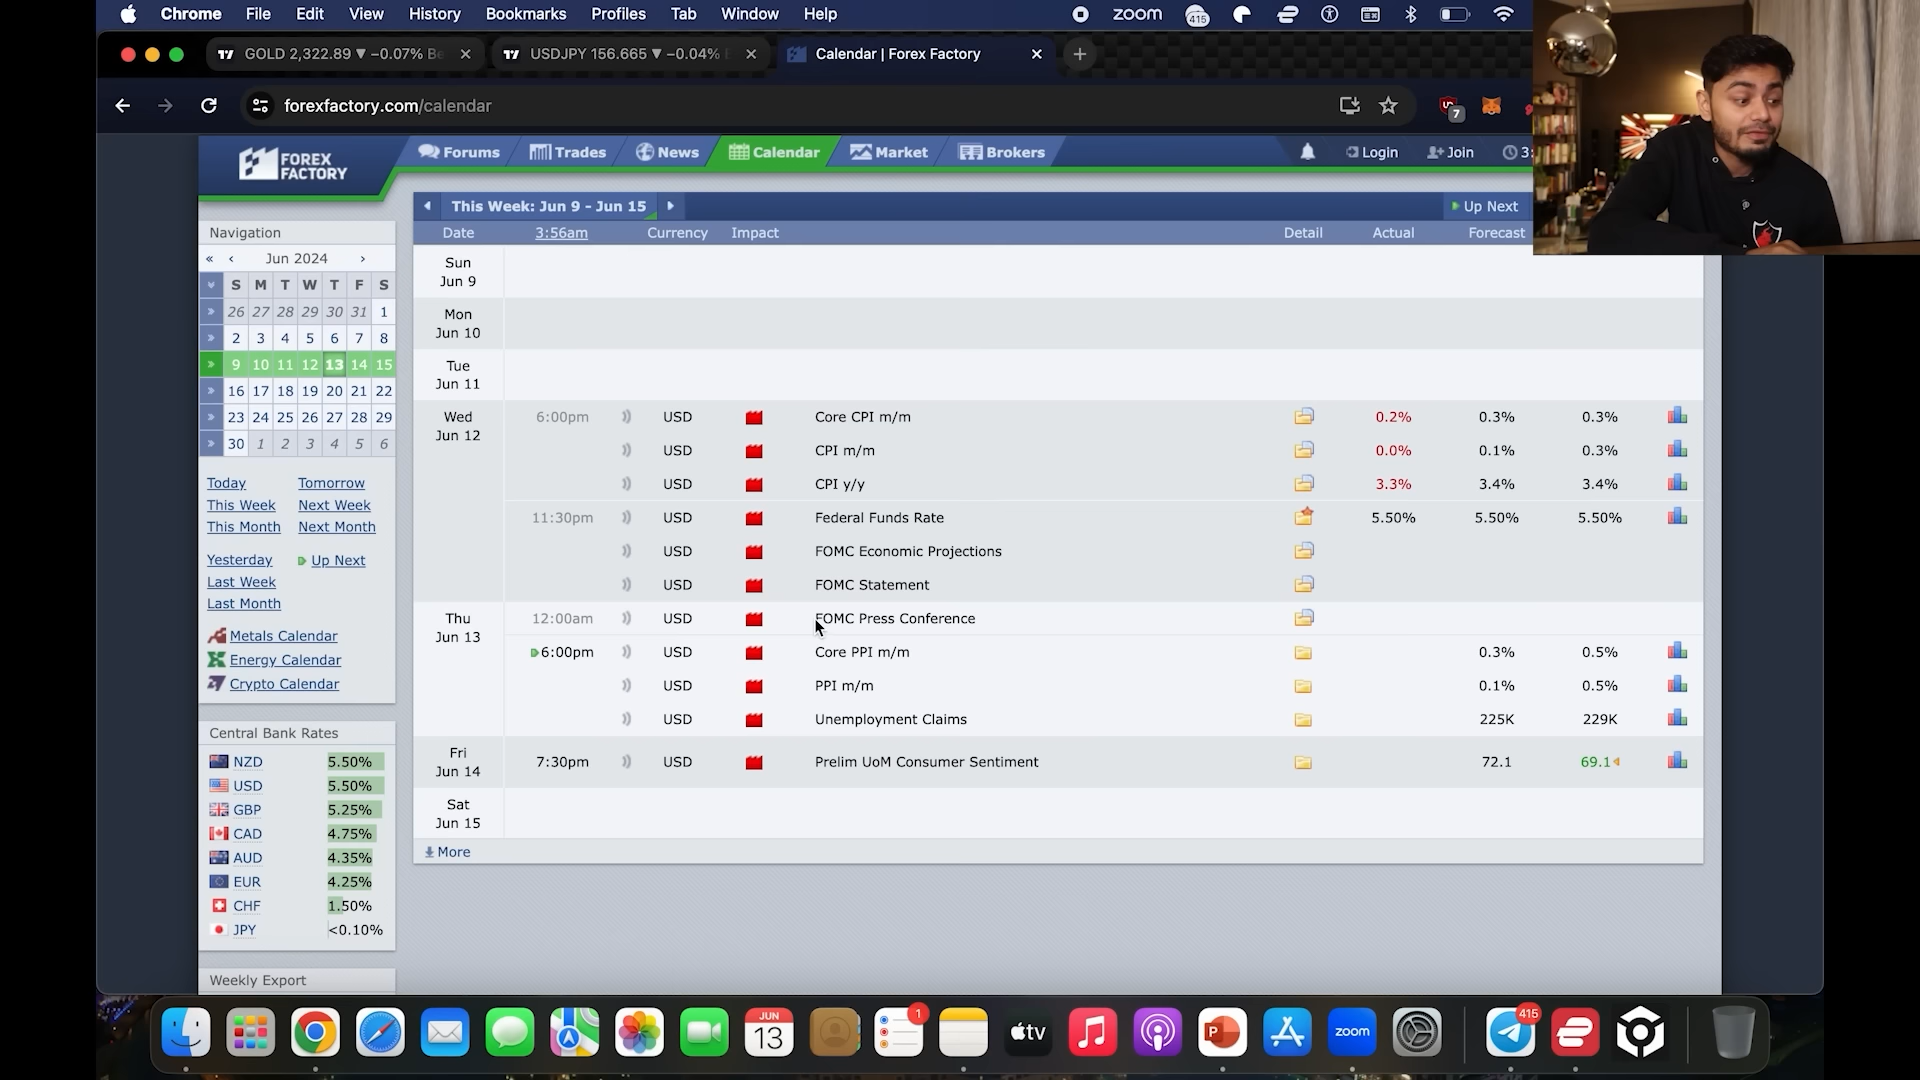 Chrome File Edit View History Bookmarks Profiles Tab Window Help zoom 415
GOLD 2,322.89 ▼ −0.07% Be
USDJPY 156.665 ▼ −0.04%
Calendar | Forex Factory
forexfactory.com/calendar
7
FOREX
FACTORY
Forums Trades News Calendar Market Brokers Login Join 3:
This Week: Jun 9 - Jun 15 Up Next
Date 3:56am Currency Impact Detail Actual Forecast
Sun
Jun 9
Mon
Jun 10
Tue
Jun 11
Wed
Jun 12
6:00pm USD Core CPI m/m 0.2% 0.3% 0.3%
USD CPI m/m 0.0% 0.1% 0.3%
USD CPI y/y 3.3% 3.4% 3.4%
11:30pm USD Federal Funds Rate 5.50% 5.50% 5.50%
USD FOMC Economic Projections
USD FOMC Statement
Thu
Jun 13
12:00am USD FOMC Press Conference
6:00pm USD Core PPI m/m 0.3% 0.5%
USD PPI m/m 0.1% 0.5%
USD Unemployment Claims 225K 229K
Fri
Jun 14
7:30pm USD Prelim UoM Consumer Sentiment 72.1 69.1
Sat
Jun 15
More
Navigation
« ‹ Jun 2024 ›
S M T W T F S
26 27 28 29 30 31 1
2 3 4 5 6 7 8
9 10 11 12 13 14 15
16 17 18 19 20 21 22
23 24 25 26 27 28 29
30 1 2 3 4 5 6
Today Tomorrow
This Week Next Week
This Month Next Month
Yesterday Up Next
Last Week
Last Month
Metals Calendar
Energy Calendar
Crypto Calendar
Central Bank Rates
NZD 5.50%
USD 5.50%
GBP 5.25%
CAD 4.75%
AUD 4.35%
EUR 4.25%
CHF 1.50%
JPY <0.10%
Weekly Export
JUN
13
1
tv
P
zoom
415